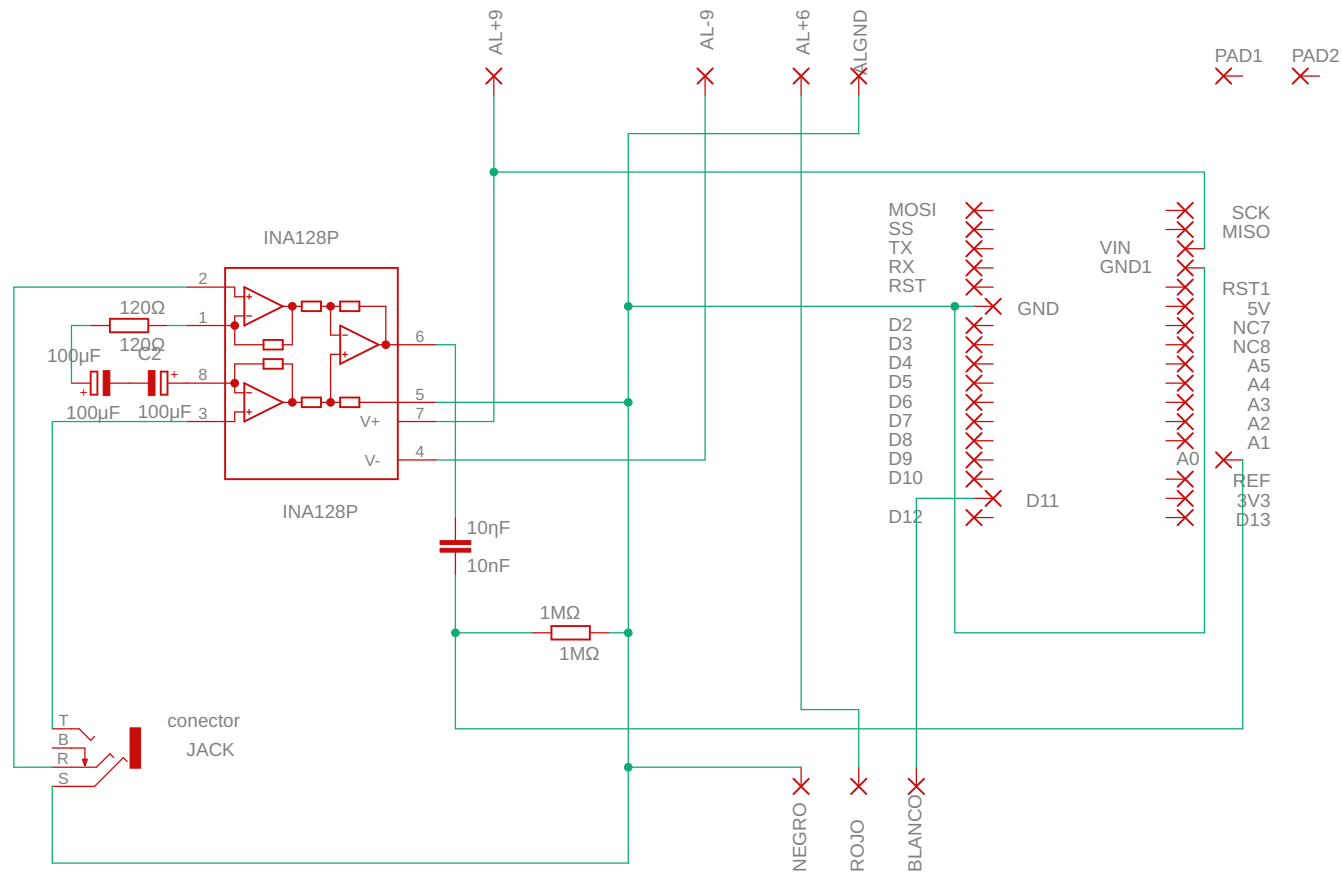 AL+9
AL-9
AL+6
ALGND
PAD1
PAD2
MOSI
SS
TX
RX
RST
GND
D2
D3
D4
D5
D6
D7
D8
D9
D10
D11
D12
VIN
GND1
SCK
MISO
RST1
5V
NC7
NC8
A5
A4
A3
A2
A1
A0
REF
3V3
D13
INA128P
2
1
8
3
6
5
7
4
V+
V-
INA128P
120Ω
120Ω
100µF
C2
+
+
100µF
100µF
10ηF
10nF
1MΩ
1MΩ
T
B
R
S
conector
JACK
NEGRO
ROJO
BLANCO